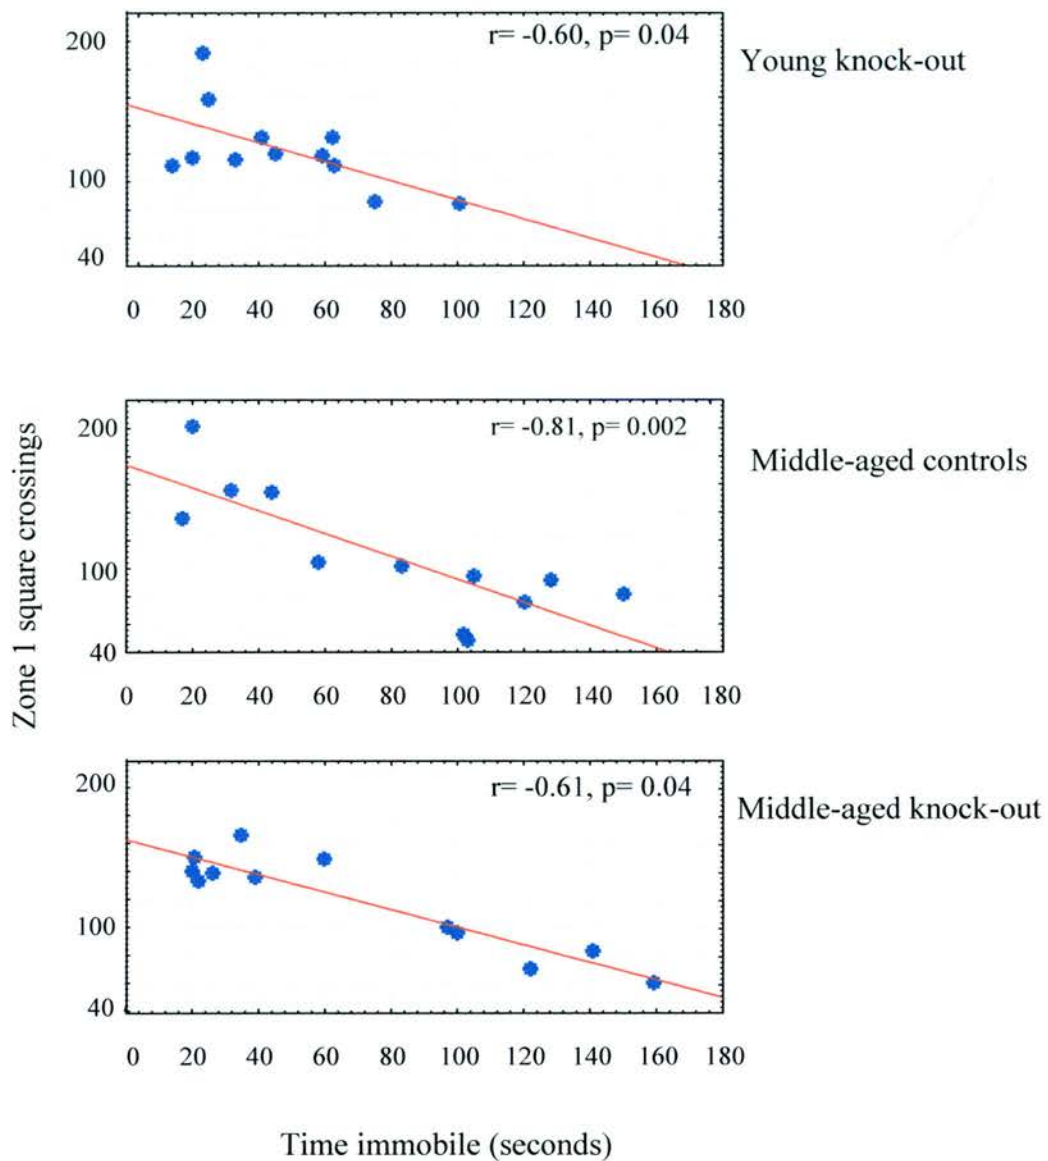 r= -0.60, p= 0.04
Young knock-out
200
100
40
0 20 40 60 80 100 120 140 160 180
r= -0.81, p= 0.002
Middle-aged controls
200
100
40
0 20 40 60 80 100 120 140 160 180
Zone 1 square crossings
r= -0.61, p= 0.04
Middle-aged knock-out
200
100
40
0 20 40 60 80 100 120 140 160 180
Time immobile (seconds)